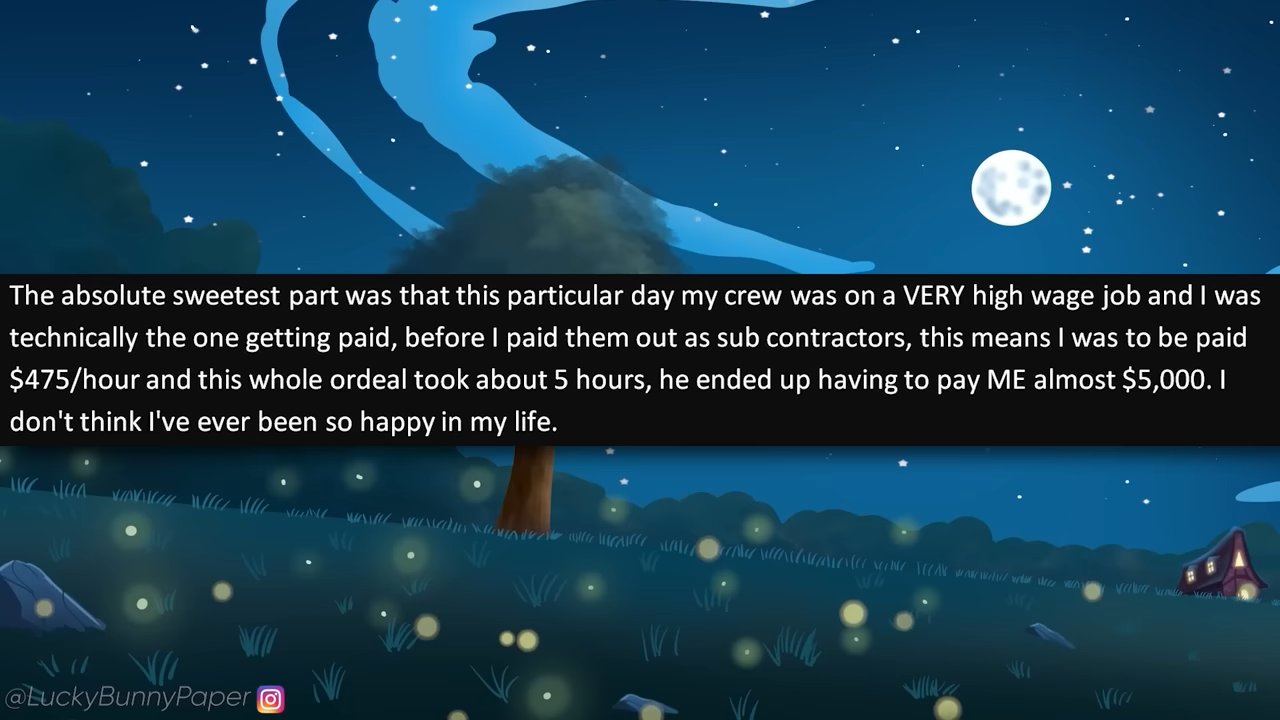 The absolute sweetest part was that this particular day my crew was on a VERY high wage job and I was
technically the one getting paid, before I paid them out as sub contractors, this means I was to be paid
$475/hour and this whole ordeal took about 5 hours, he ended up having to pay ME almost $5,000. I
don't think I've ever been so happy in my life.
@LuckyBunnyPaper